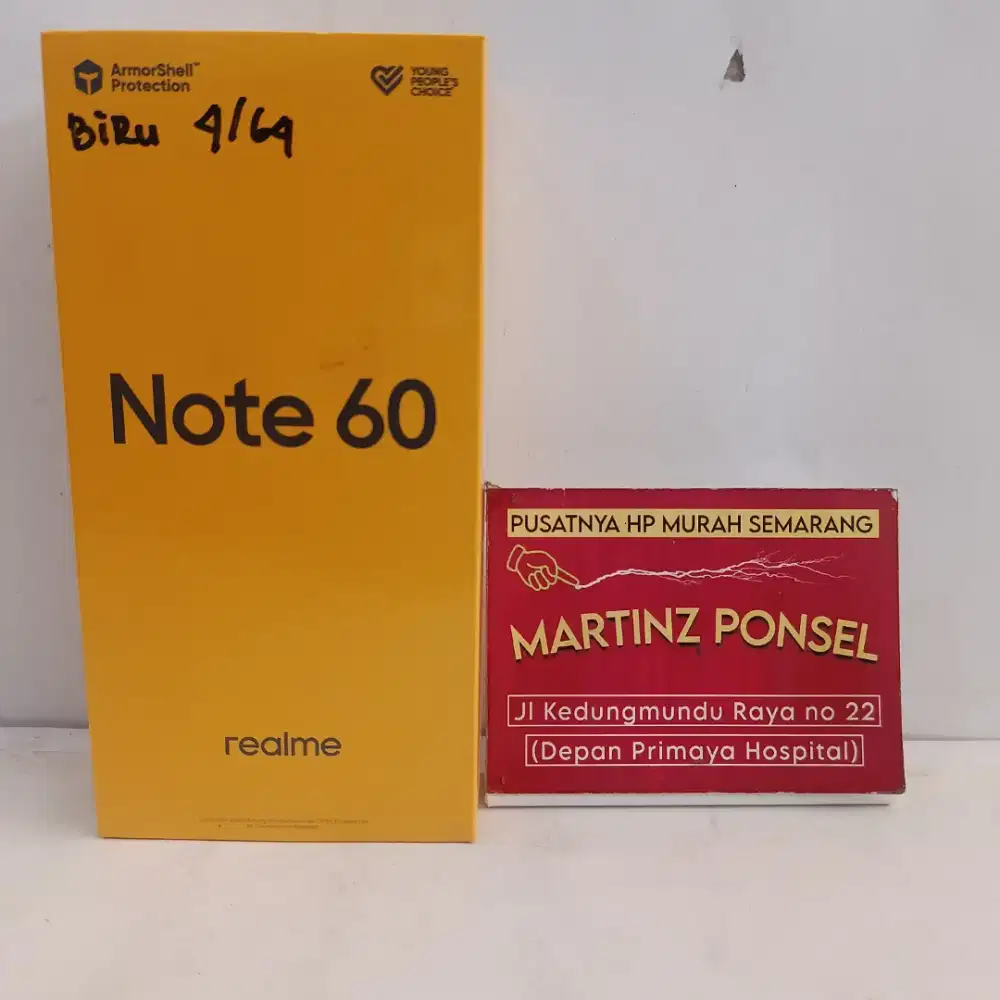 ArmorShell™
Protection
YOUNG
PEOPLE'S
CHOICE
BiRu 4/64
Note 60
realme
PUSATNYA HP MURAH SEMARANG
MARTINZ PONSEL
Jl Kedungmundu Raya no 22
(Depan Primaya Hospital)